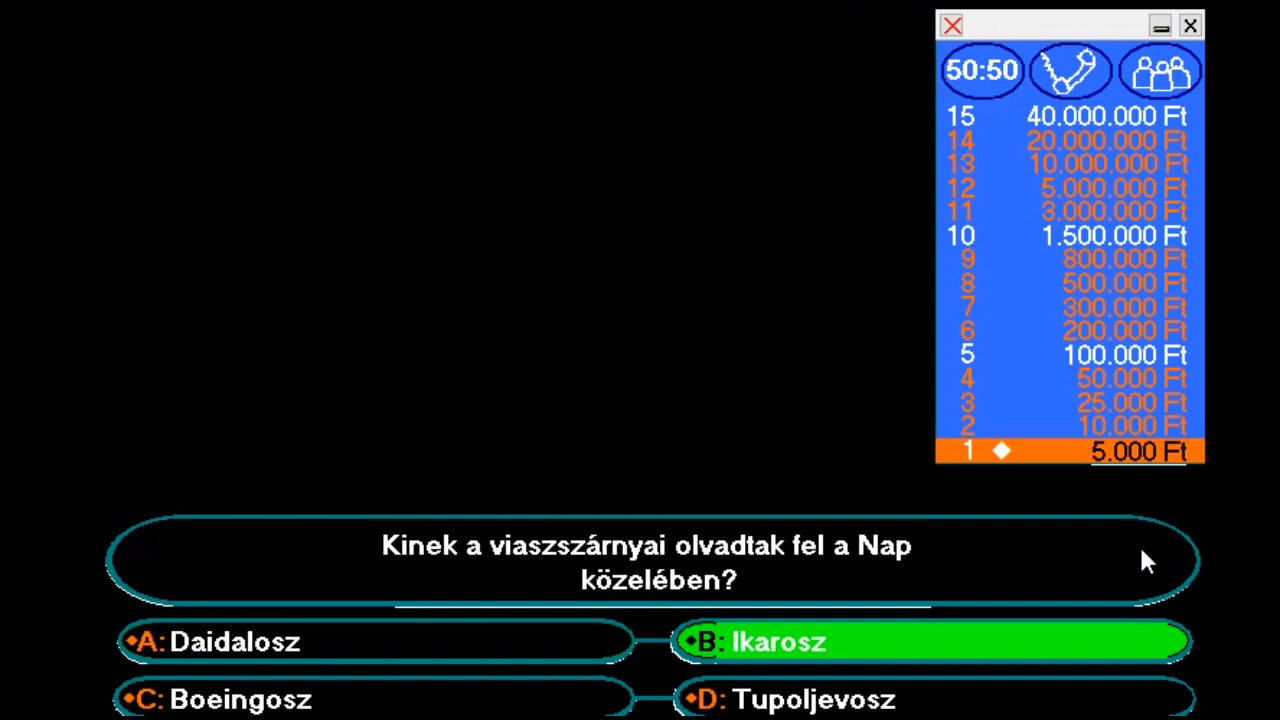 50:50
15 40.000.000 Ft
14 20.000.000 Ft
13 10.000.000 Ft
12 5.000.000 Ft
11 3.000.000 Ft
10 1.500.000 Ft
9 800.000 Ft
8 500.000 Ft
7 300.000 Ft
6 200.000 Ft
5 100.000 Ft
4 50.000 Ft
3 25.000 Ft
2 10.000 Ft
1 5.000 Ft
Kinek a viaszszárnyai olvadtak fel a Nap
közelében?
A: Daidalosz
B: Ikarosz
C: Boeingosz
D: Tupoljevosz